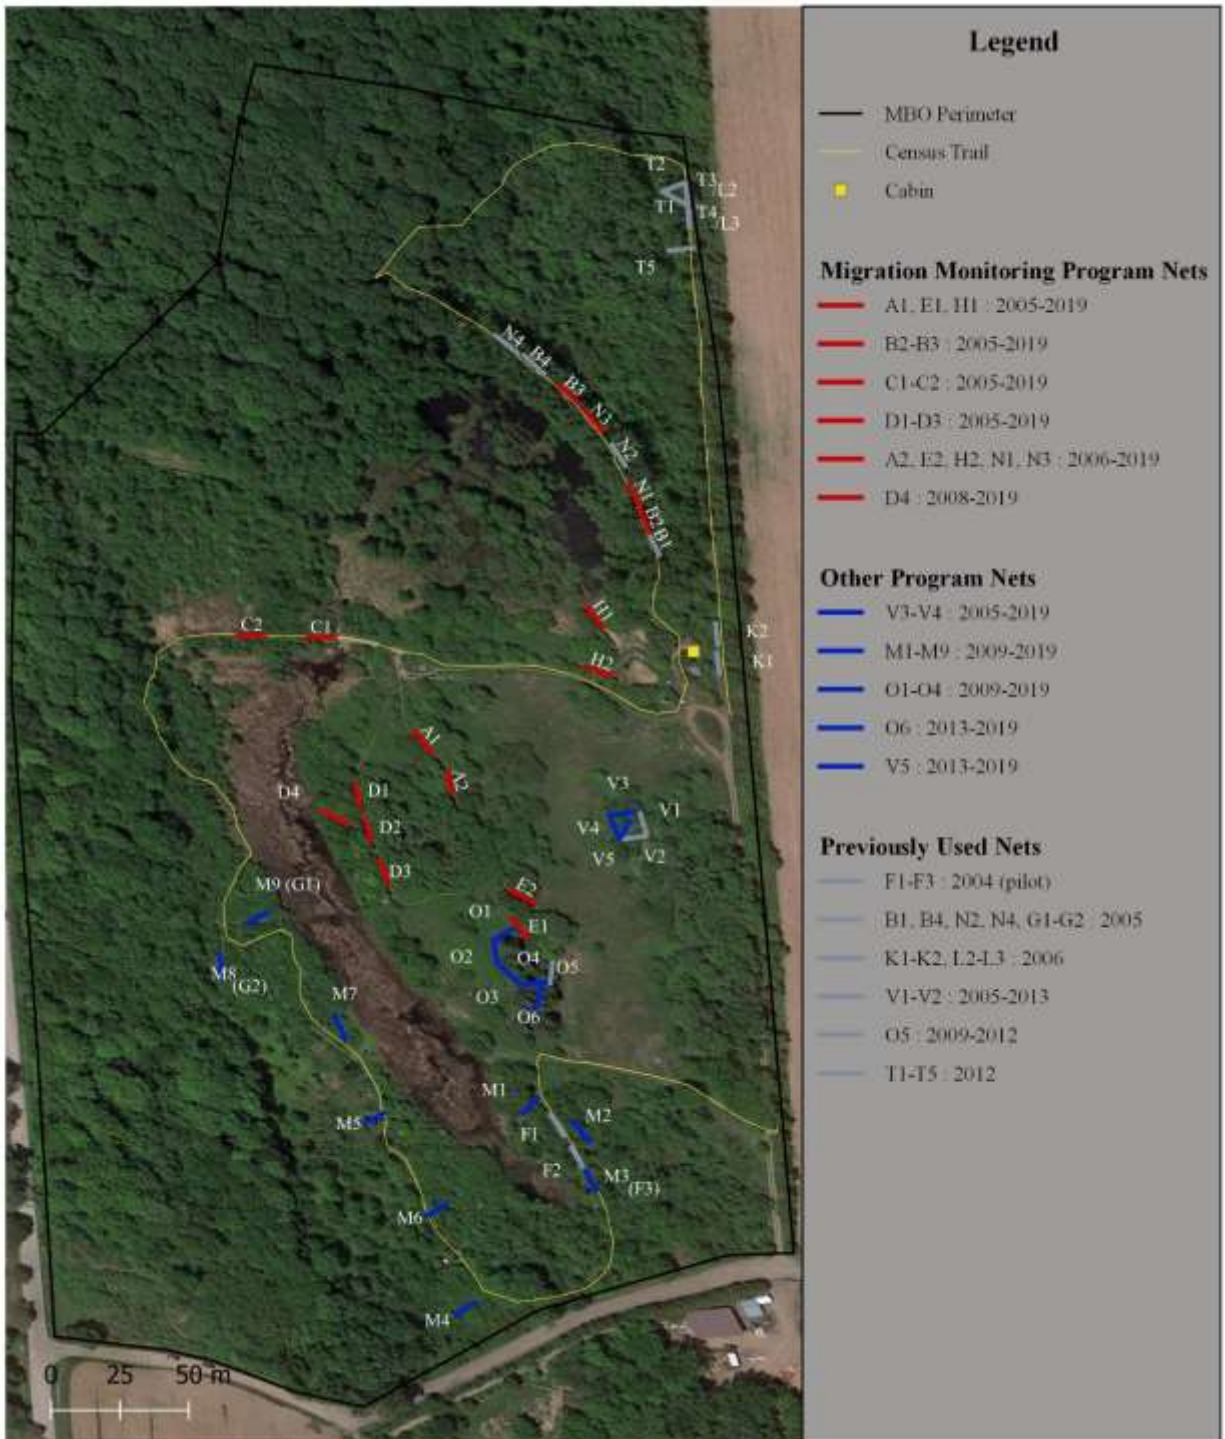 Legend
MBO Perimeter
Census Trail
Cabin
Migration Monitoring Program Nets
A1, E1, H1 : 2005-2019
B2-B3 : 2005-2019
C1-C2 : 2005-2019
D1-D3 : 2005-2019
A2, E2, H2, N1, N3 : 2006-2019
D4 : 2008-2019
Other Program Nets
V3-V4 : 2005-2019
M1-M9 : 2009-2019
O1-O4 : 2009-2019
O6 : 2013-2019
V5 : 2013-2019
Previously Used Nets
F1-F3 : 2004 (pilot)
B1, B4, N2, N4, G1-G2 : 2005
K1-K2, L2-L3 : 2006
V1-V2 : 2005-2013
O5 : 2009-2012
T1-T5 : 2012
T2
T3
/L2
T1
T4
/L3
T5
N4
B4
B3
N3
N2
N1
B2
B1
H1
K2
C2
C1
H2
K1
A1
A2
D1
D4
D2
D3
V3
V1
V4
V5
V2
M9 (G1)
E2
O1
E1
O2
O4
O5
M8
(G2)
O3
O6
M7
M1
M2
M5
F1
F2
M3
(F3)
M6
M4
0 25 50 m